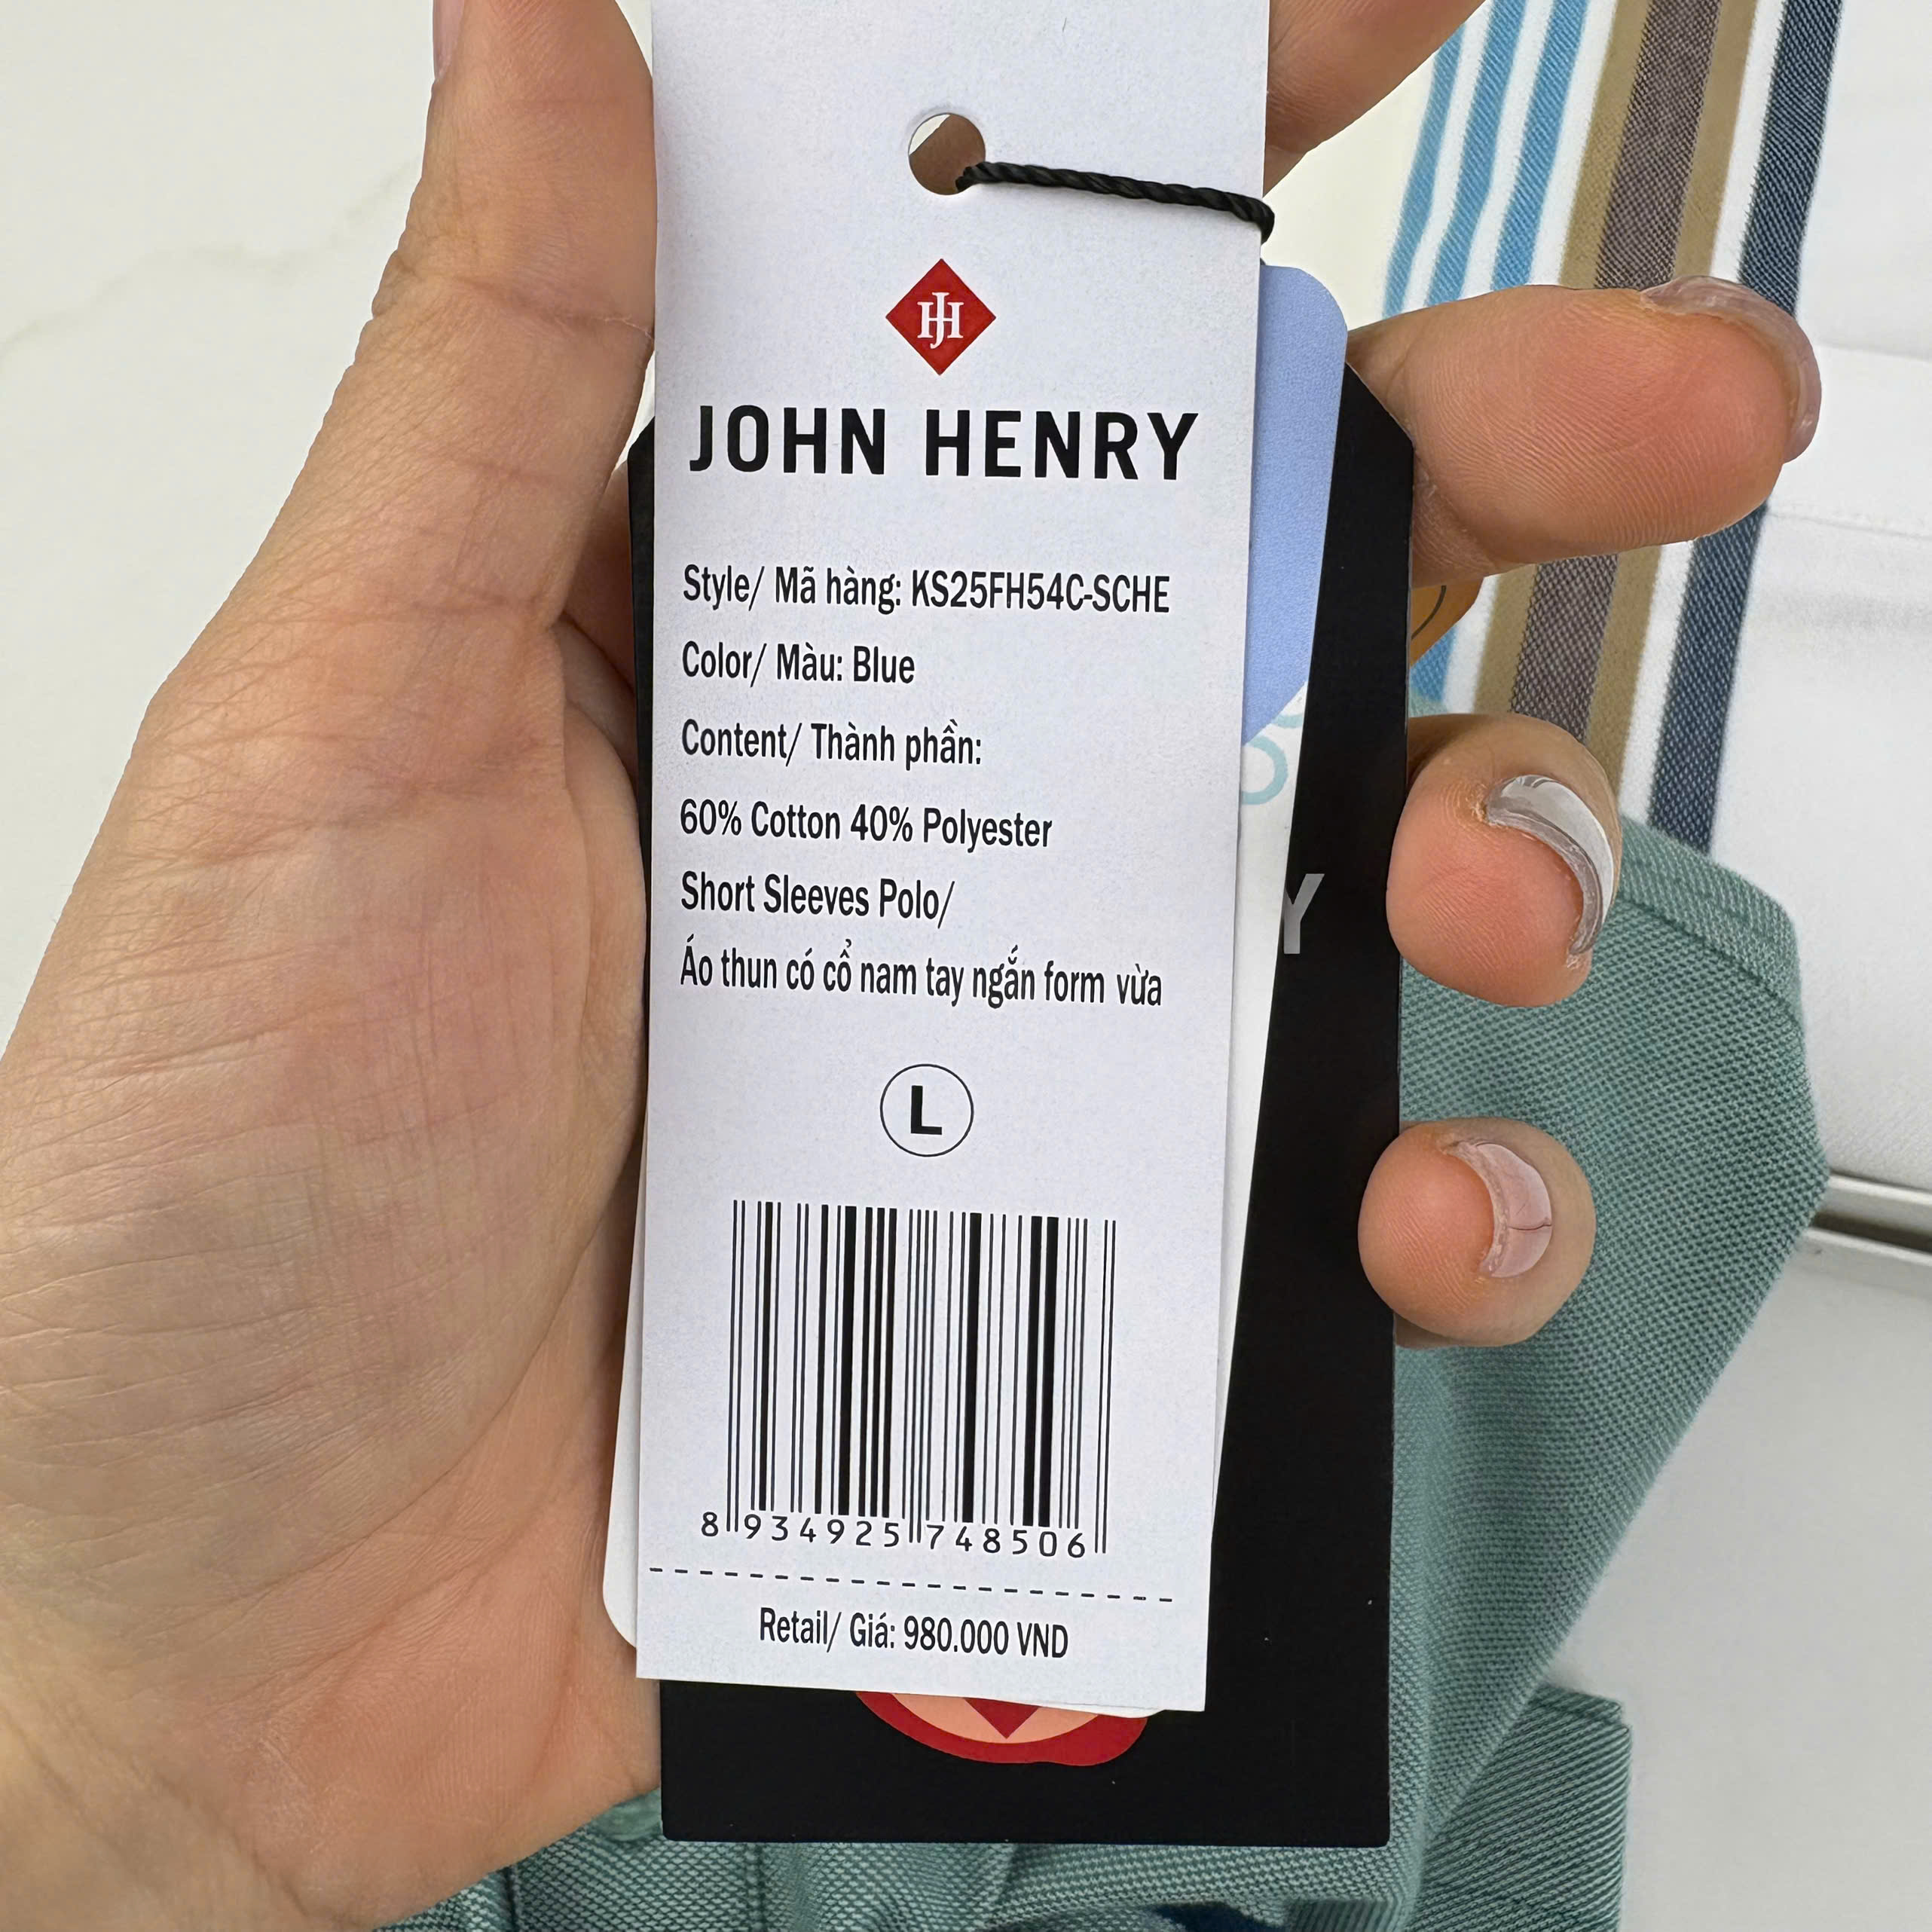 JH
JOHN HENRY
Style/ Mã hàng: KS25FH54C-SCHE
Color/ Màu: Blue
Content/ Thành phần:
60% Cotton 40% Polyester
Short Sleeves Polo/
Áo thun có cổ nam tay ngắn form vừa
L
8 934925 748506
Retail/ Giá: 980.000 VND
Y